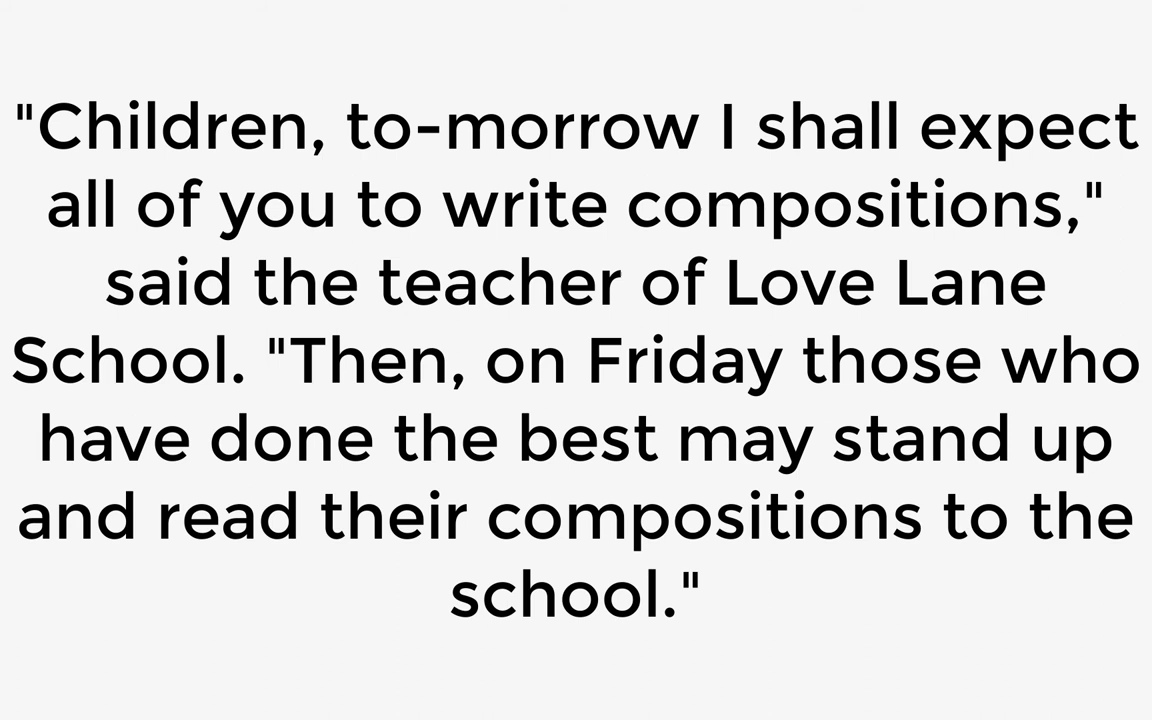 "Children, to-morrow I shall expect
all of you to write compositions,"
said the teacher of Love Lane
School. "Then, on Friday those who
have done the best may stand up
and read their compositions to the
school."